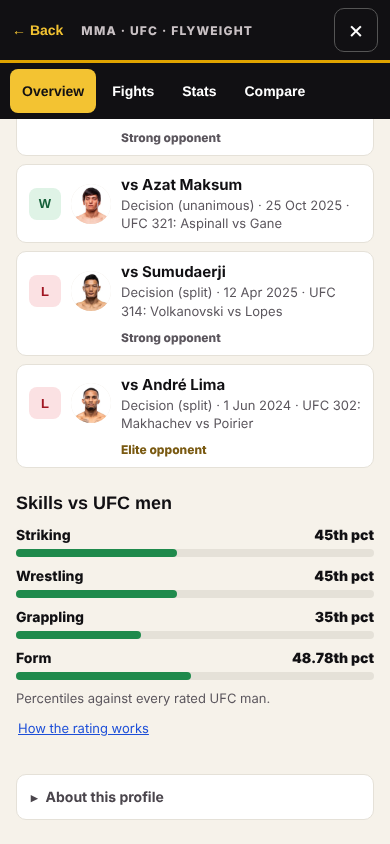 ← Back MMA · UFC · FLYWEIGHT ×
Overview Fights Stats Compare
Strong opponent
W
vs Azat Maksum
Decision (unanimous) · 25 Oct 2025 ·
UFC 321: Aspinall vs Gane
L
vs Sumudaerji
Decision (split) · 12 Apr 2025 · UFC
314: Volkanovski vs Lopes
Strong opponent
L
vs André Lima
Decision (split) · 1 Jun 2024 · UFC 302:
Makhachev vs Poirier
Elite opponent
Skills vs UFC men
Striking 45th pct
Wrestling 45th pct
Grappling 35th pct
Form 48.78th pct
Percentiles against every rated UFC man.
How the rating works
▸ About this profile